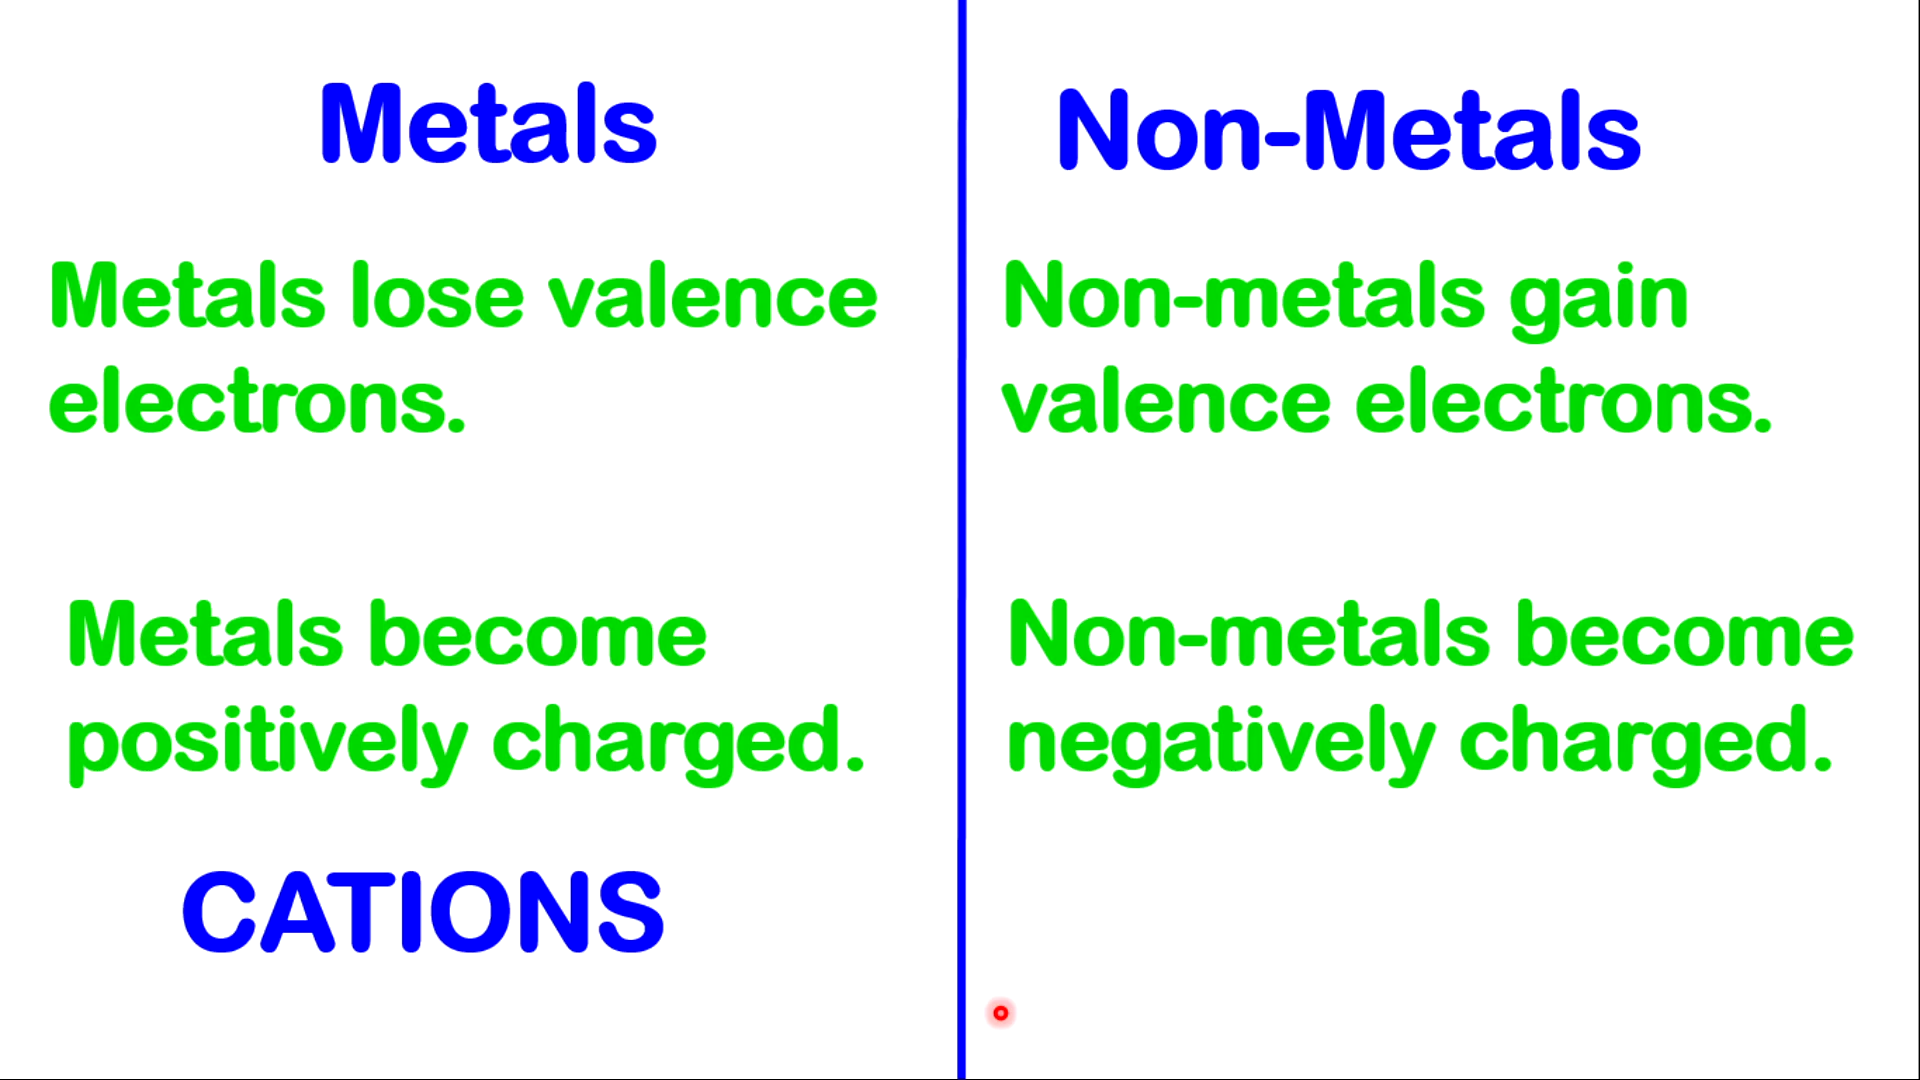 Metals
Metals lose valence
electrons.
Metals become
positively charged.
CATIONS
Non-Metals
Non-metals gain
valence electrons.
Non-metals become
negatively charged.